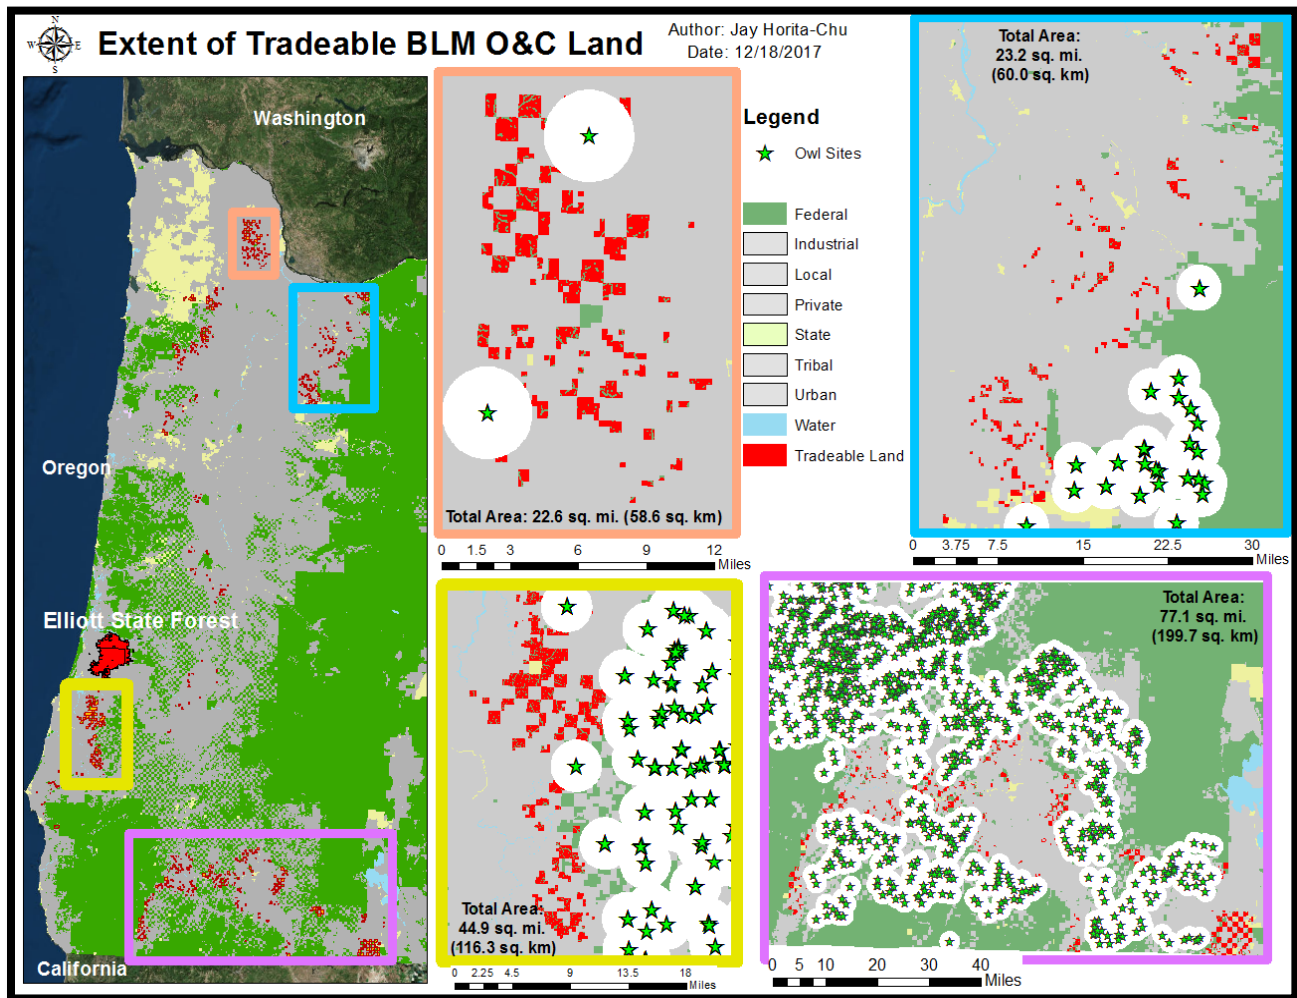 N
W E
S
Extent of Tradeable BLM O&C Land
Author: Jay Horita-Chu
Date: 12/18/2017
Washington
Oregon
Elliott State Forest
California
Total Area: 22.6 sq. mi. (58.6 sq. km)
0 1.5 3 6 9 12
Miles
Legend
Owl Sites
Federal
Industrial
Local
Private
State
Tribal
Urban
Water
Tradeable Land
Total Area:
23.2 sq. mi.
(60.0 sq. km)
0 3.75 7.5 15 22.5 30
Miles
Total Area:
44.9 sq. mi.
(116.3 sq. km)
0 2.25 4.5 9 13.5 18
Miles
Total Area:
77.1 sq. mi.
(199.7 sq. km)
0 5 10 20 30 40
Miles